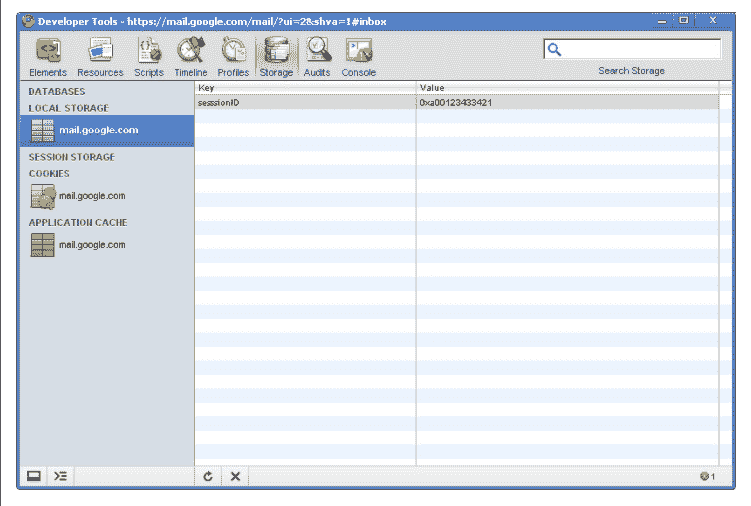 Developer Tools - https://mail.google.com/mail/?ui=2&shva=1#inbox
Elements Resources Scripts Timeline Profiles Storage Audits Console
Search Storage
DATABASES
LOCAL STORAGE
mail.google.com
SESSION STORAGE
COOKIES
mail.google.com
APPLICATION CACHE
mail.google.com
Key Value
sesssionID 0xa00123433421
1